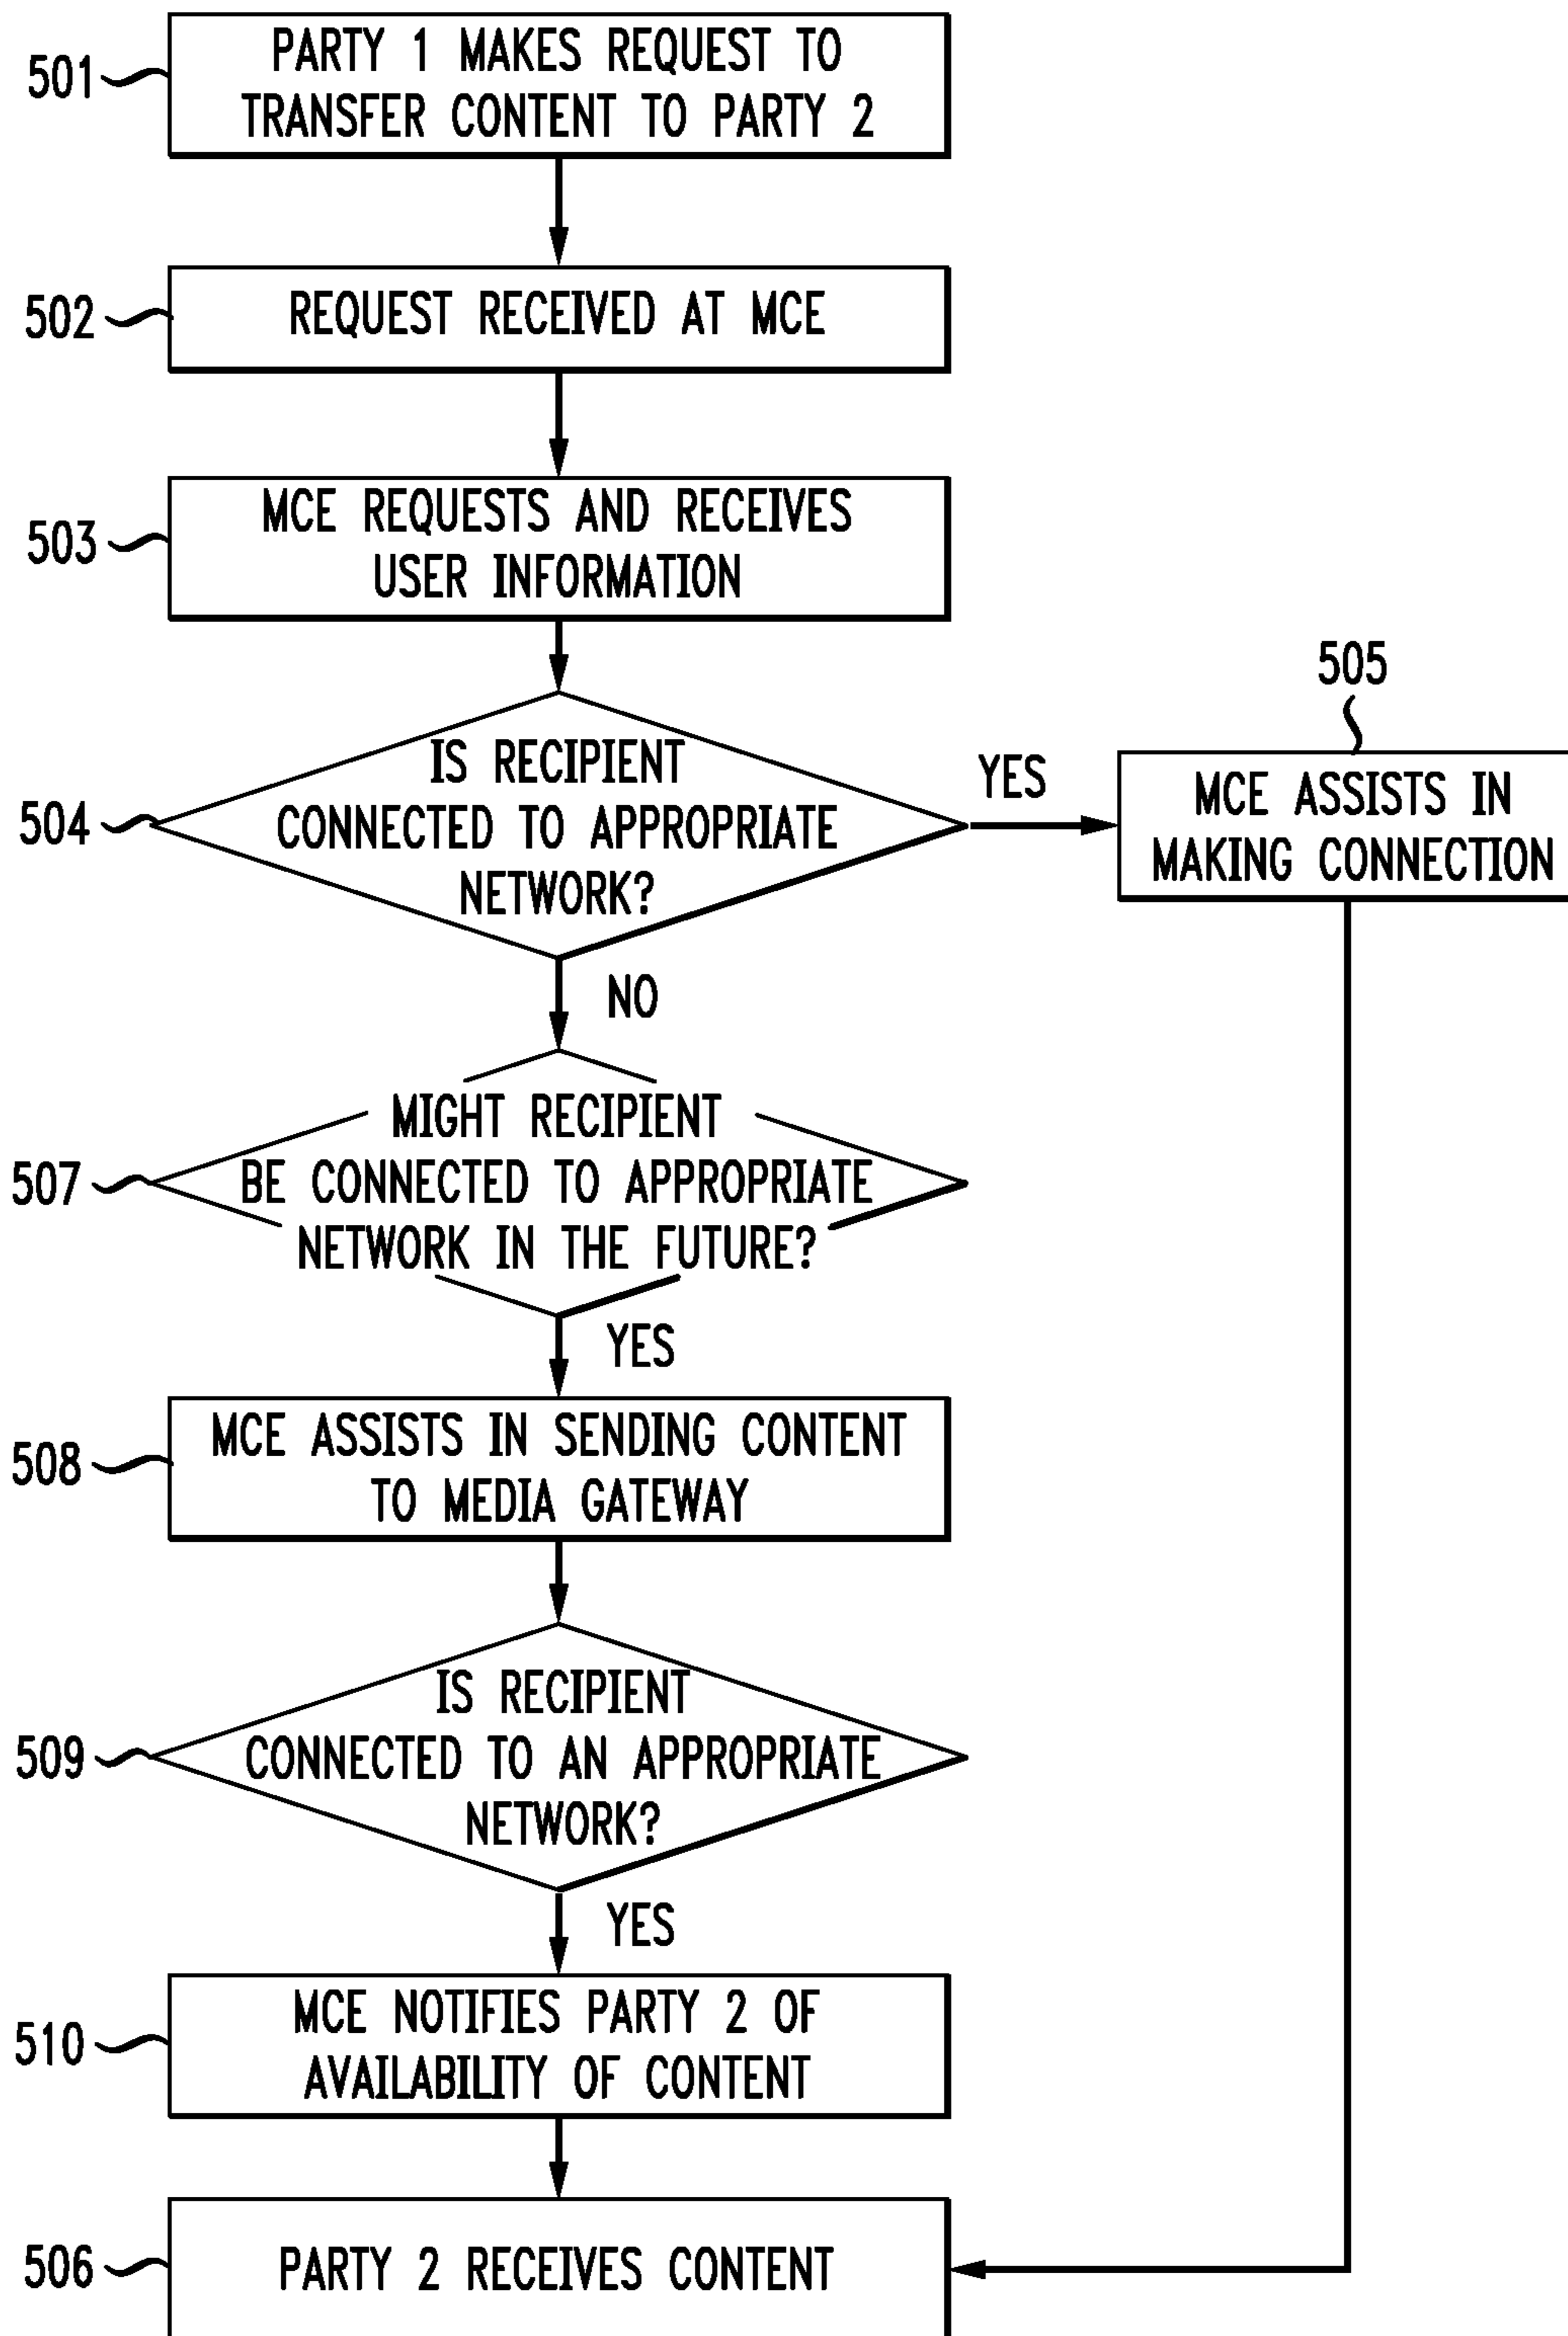 501
PARTY 1 MAKES REQUEST TO
TRANSFER CONTENT TO PARTY 2
502
REQUEST RECEIVED AT MCE
503
MCE REQUESTS AND RECEIVES
USER INFORMATION
504
IS RECIPIENT
CONNECTED TO APPROPRIATE
NETWORK?
YES
505
MCE ASSISTS IN
MAKING CONNECTION
NO
507
MIGHT RECIPIENT
BE CONNECTED TO APPROPRIATE
NETWORK IN THE FUTURE?
YES
508
MCE ASSISTS IN SENDING CONTENT
TO MEDIA GATEWAY
509
IS RECIPIENT
CONNECTED TO AN APPROPRIATE
NETWORK?
YES
510
MCE NOTIFIES PARTY 2 OF
AVAILABILITY OF CONTENT
506
PARTY 2 RECEIVES CONTENT